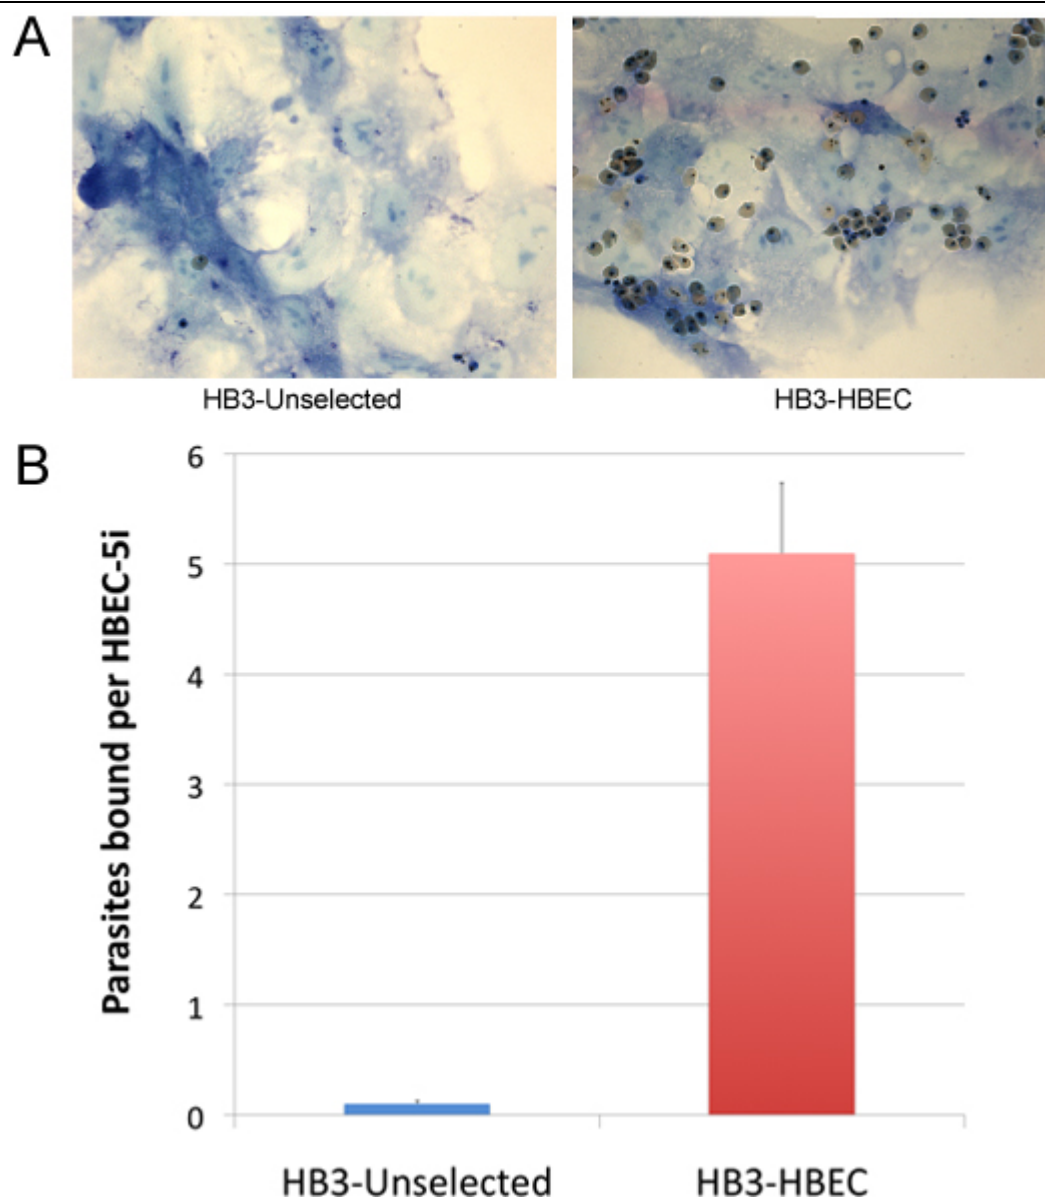 A
HB3-Unselected
HB3-HBEC
B
6
5
4
3
2
1
0
Parasites bound per HBEC-5i
HB3-Unselected
HB3-HBEC